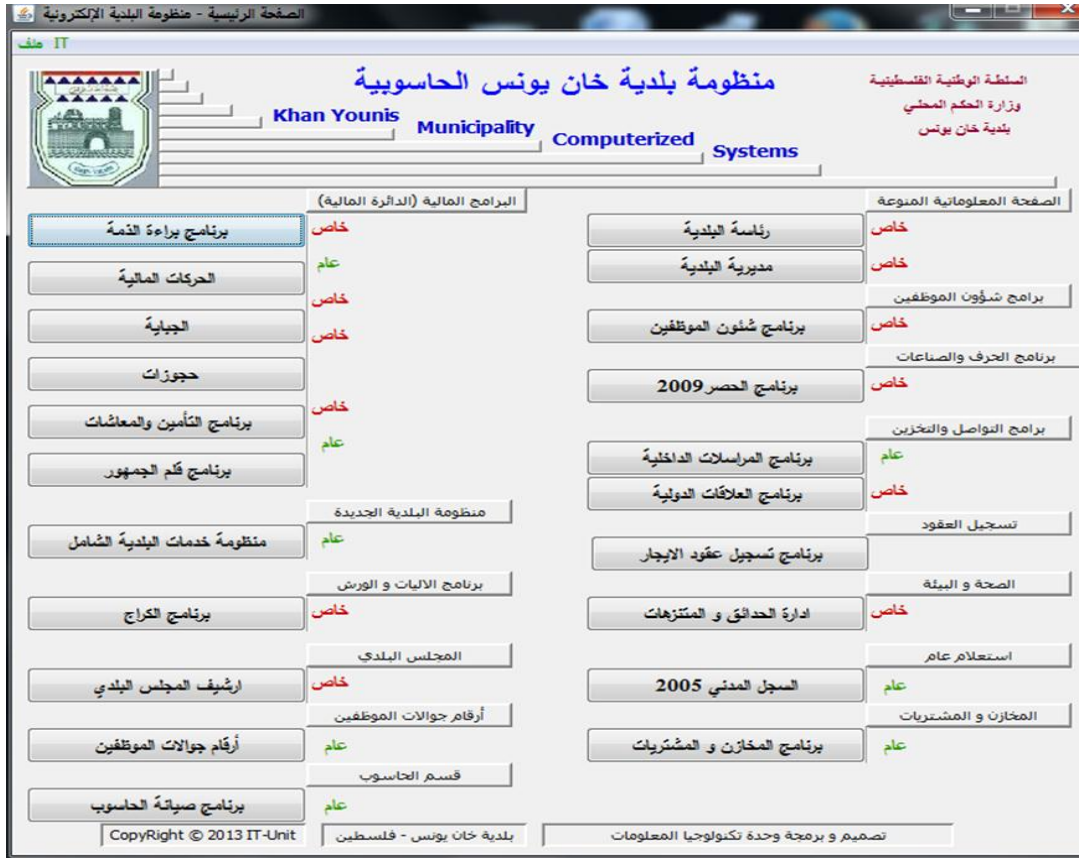 الصفحة الرئيسية - منظومة البلدية الإلكترونية
ملف IT
السلطة الوطنية الفلسطينية
وزارة الحكم المحلي
بلدية خان يونس
منظومة بلدية خان يونس الحاسوبية
Khan Younis Municipality Computerized Systems
الصفحة المعلوماتية المنوعة
رئاسة البلدية خاص
مديرية البلدية خاص
برامج شؤون الموظفين
برنامج شئون الموظفين خاص
برنامج الحرف والصناعات
برنامج الحصر 2009 خاص
برامج التواصل والتخزين
برنامج المراسلات الداخلية عام
برنامج العلاقات الدولية خاص
تسجيل العقود
برنامج تسجيل عقود الايجار
الصحة و البيئة
ادارة الحدائق و المنتزهات خاص
استعلام عام
السجل المدني 2005 عام
المخازن و المشتريات
برنامج المخازن و المشتريات عام
البرامج المالية (الدائرة المالية)
برنامج براءة الذمة خاص
الحركات المالية عام
خاص
الجباية خاص
حجوزات
برنامج التأمين والمعاشات خاص
برنامج قلم الجمهور عام
منظومة البلدية الجديدة
منظومة خدمات البلدية الشامل عام
برنامج الاليات و الورش
برنامج الكراج خاص
المجلس البلدي
ارشيف المجلس البلدي خاص
أرقام جوالات الموظفين
أرقام جوالات الموظفين عام
قسم الحاسوب
برنامج صيانة الحاسوب عام
تصميم و برمجة وحدة تكنولوجيا المعلومات
بلدية خان يونس - فلسطين
CopyRight © 2013 IT-Unit